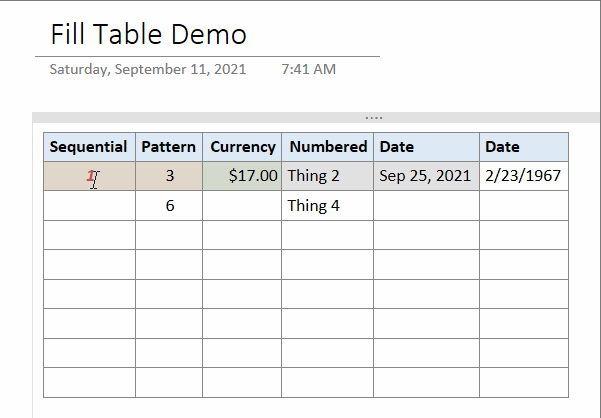 Fill Table Demo
Saturday, September 11, 2021 7:41 AM
Sequential Pattern Currency Numbered Date Date
1 3 $17.00 Thing 2 Sep 25, 2021 2/23/1967
6 Thing 4